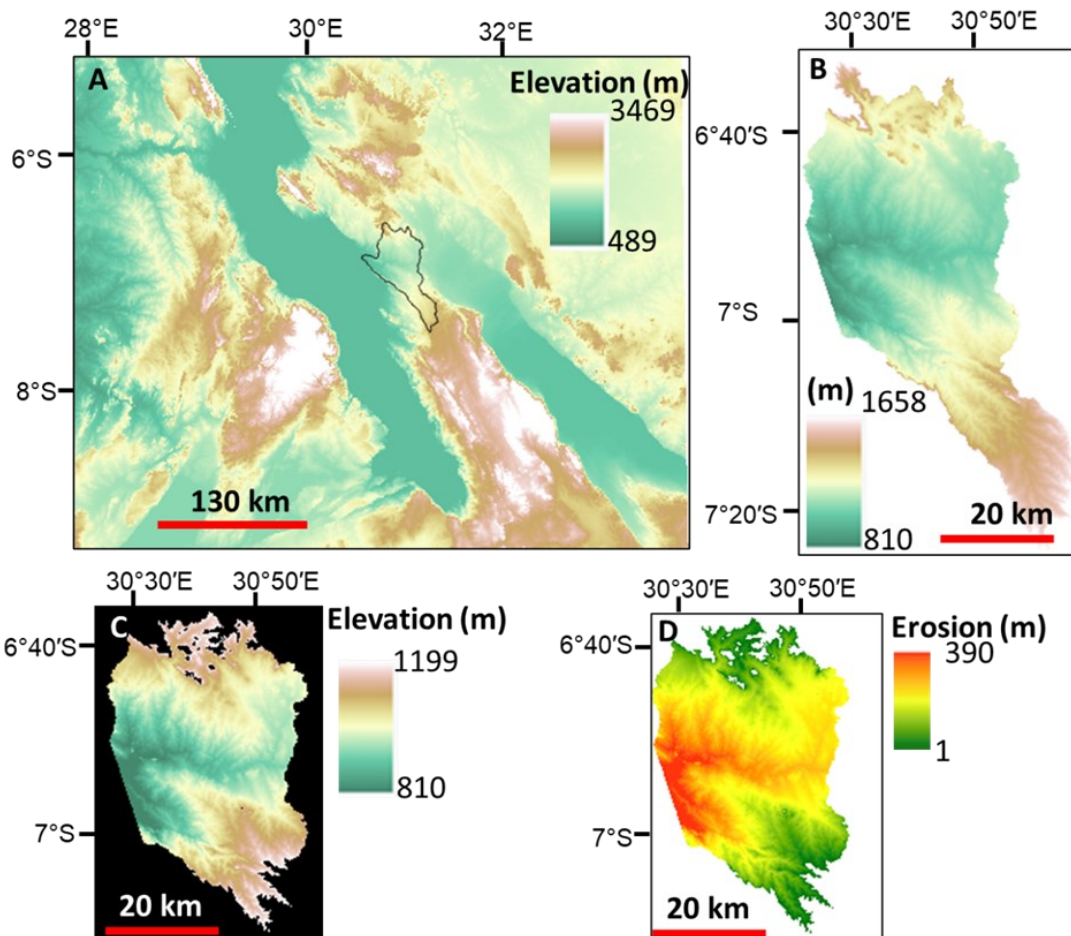 28°E 30°E 32°E
A
Elevation (m)
3469
489
6°S
8°S
130 km
30°30′E 30°50′E
B
6°40′S
7°S
7°20′S
(m)
1658
810
20 km
30°30′E 30°50′E
C
6°40′S
7°S
Elevation (m)
1199
810
20 km
30°30′E 30°50′E
D
6°40′S
7°S
Erosion (m)
390
1
20 km